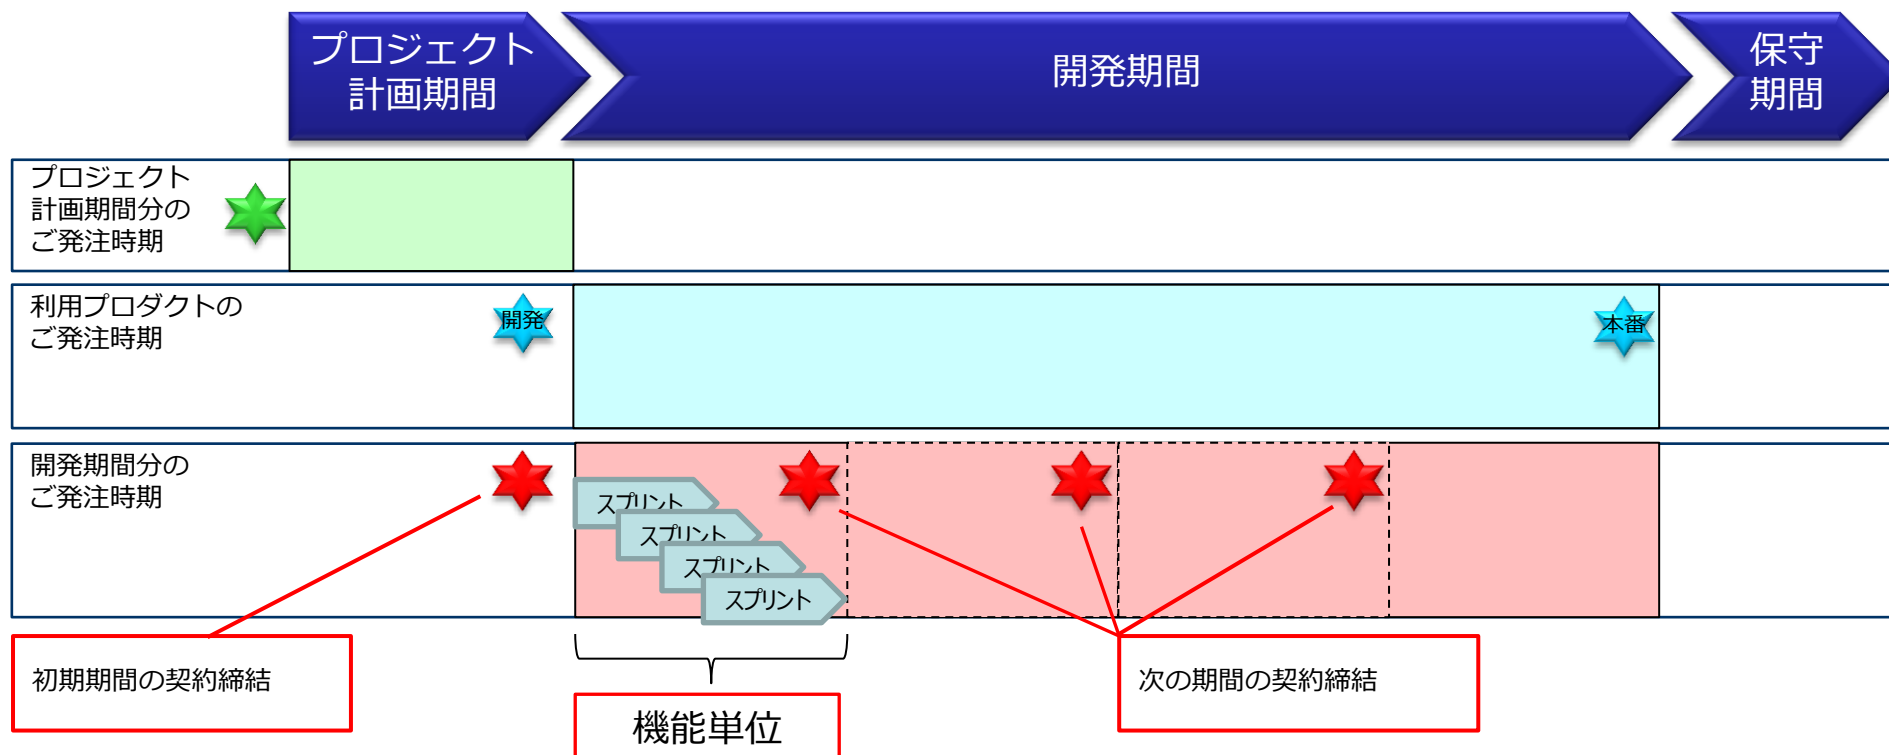 プロジェクト
計画期間
開発期間
保守
期間
プロジェクト
計画期間分の
ご発注時期
利用プロダクトの
ご発注時期
開発
本番
開発期間分の
ご発注時期
スプリント
スプリント
スプリント
スプリント
初期期間の契約締結
機能単位
次の期間の契約締結